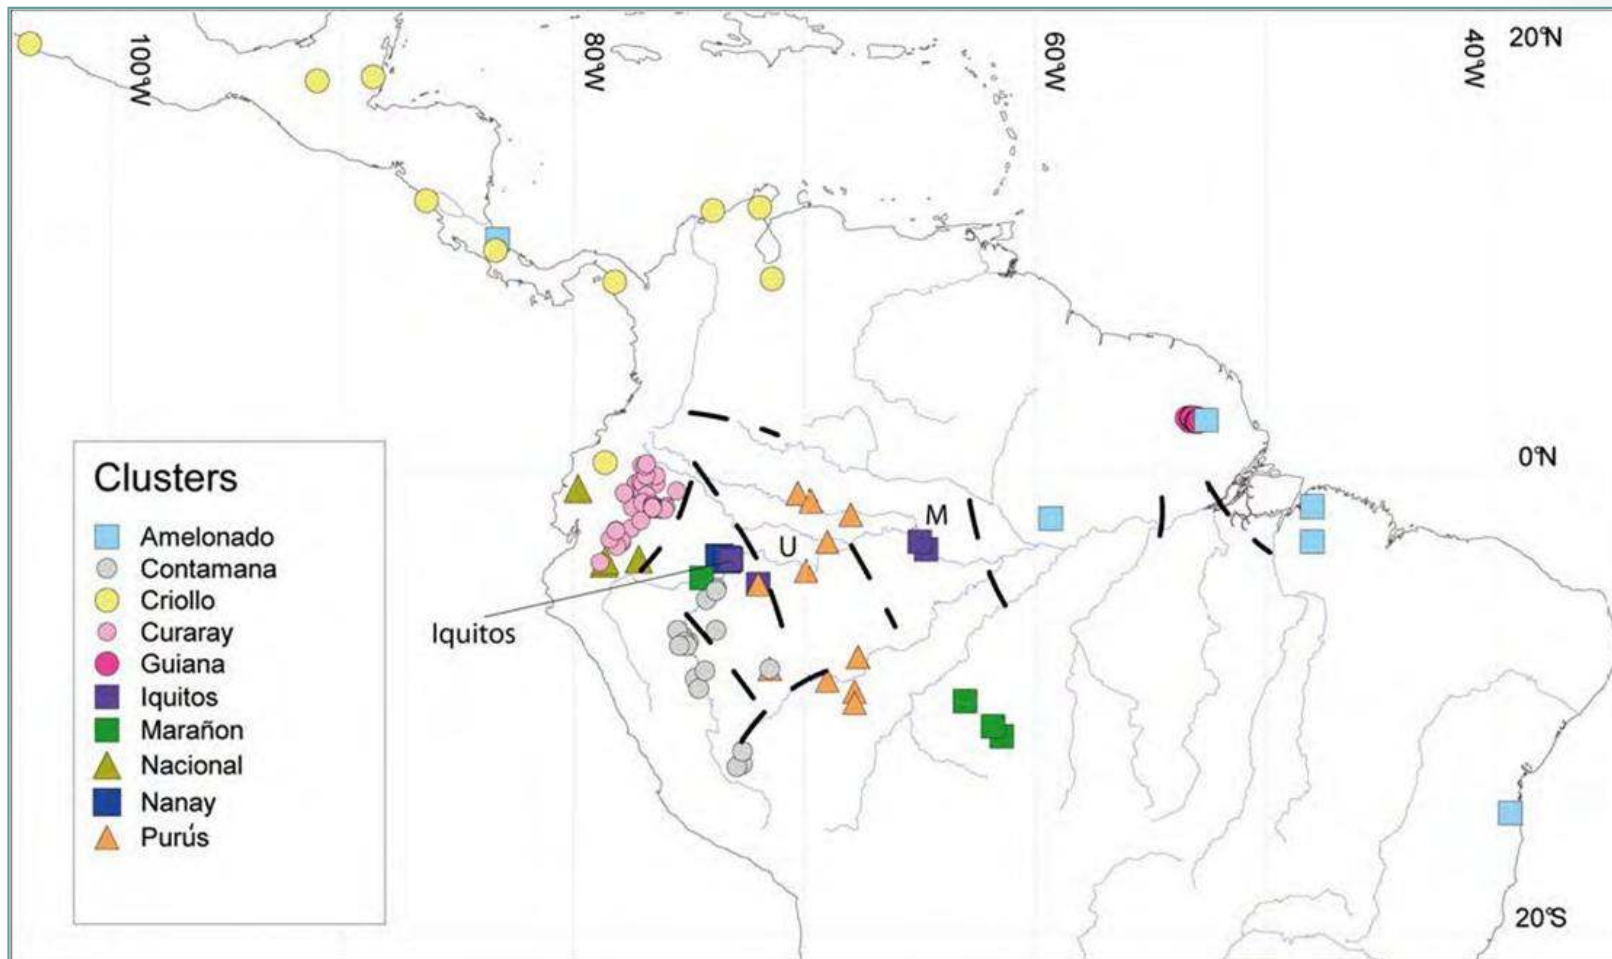 100°W
80°W
60°W
40°W
20°N
0°N
M
U
Iquitos
Clusters
Amelonado
Contamana
Criollo
Curaray
Guiana
Iquitos
Marañon
Nacional
Nanay
Purús
20°S